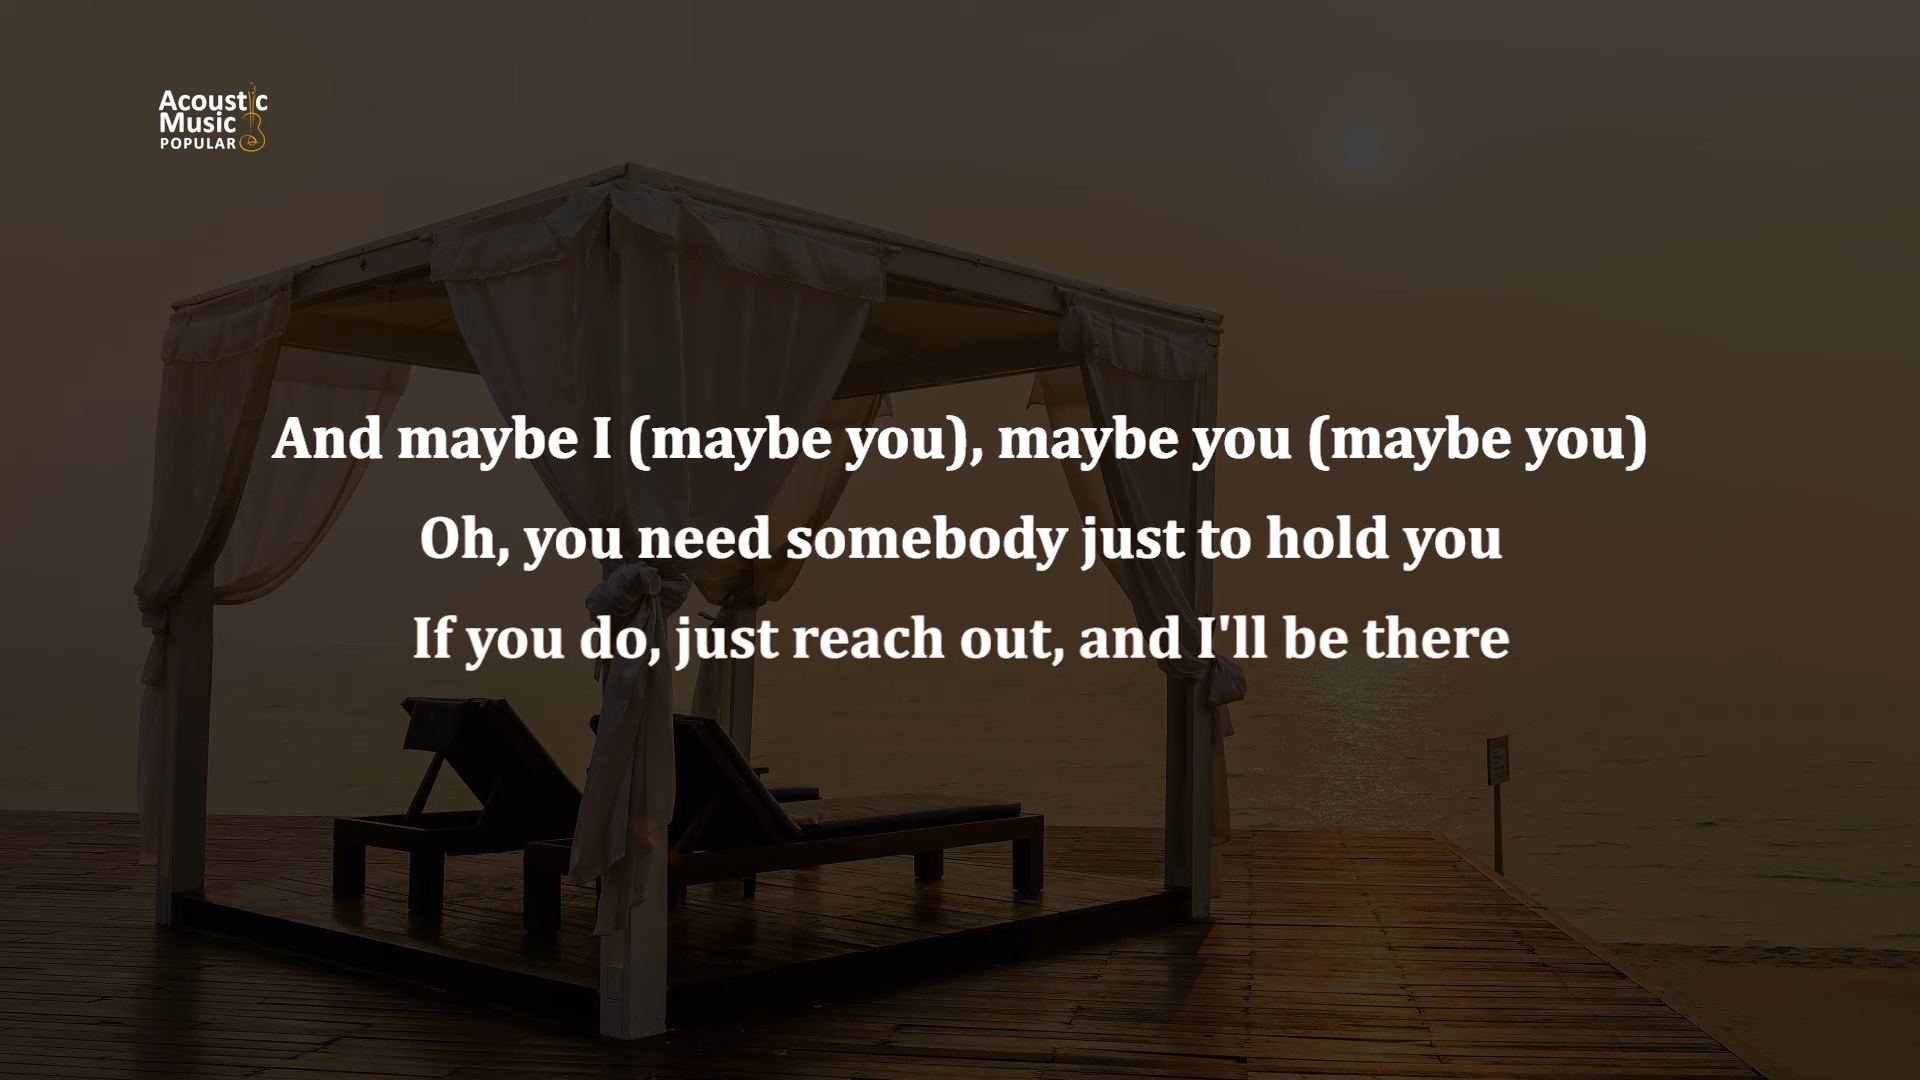 Acoustic
Music
POPULAR
And maybe I (maybe you), maybe you (maybe you)
Oh, you need somebody just to hold you
If you do, just reach out, and I'll be there